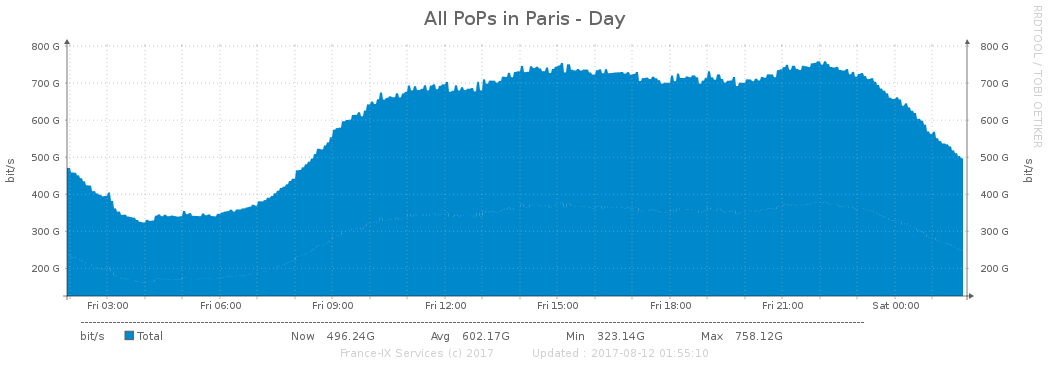 All PoPs in Paris - Day
RRDTOOL / TOBI OETIKER
800 G 800 G
700 G 700 G
600 G 600 G
500 G 500 G
400 G 400 G
300 G 300 G
200 G 200 G
bit/s bit/s
Fri 03:00 Fri 06:00 Fri 09:00 Fri 12:00 Fri 15:00 Fri 18:00 Fri 21:00 Sat 00:00
bit/s Total Now 496.24G Avg 602.17G Min 323.14G Max 758.12G
France-IX Services (c) 2017 Updated : 2017-08-12 01:55:10